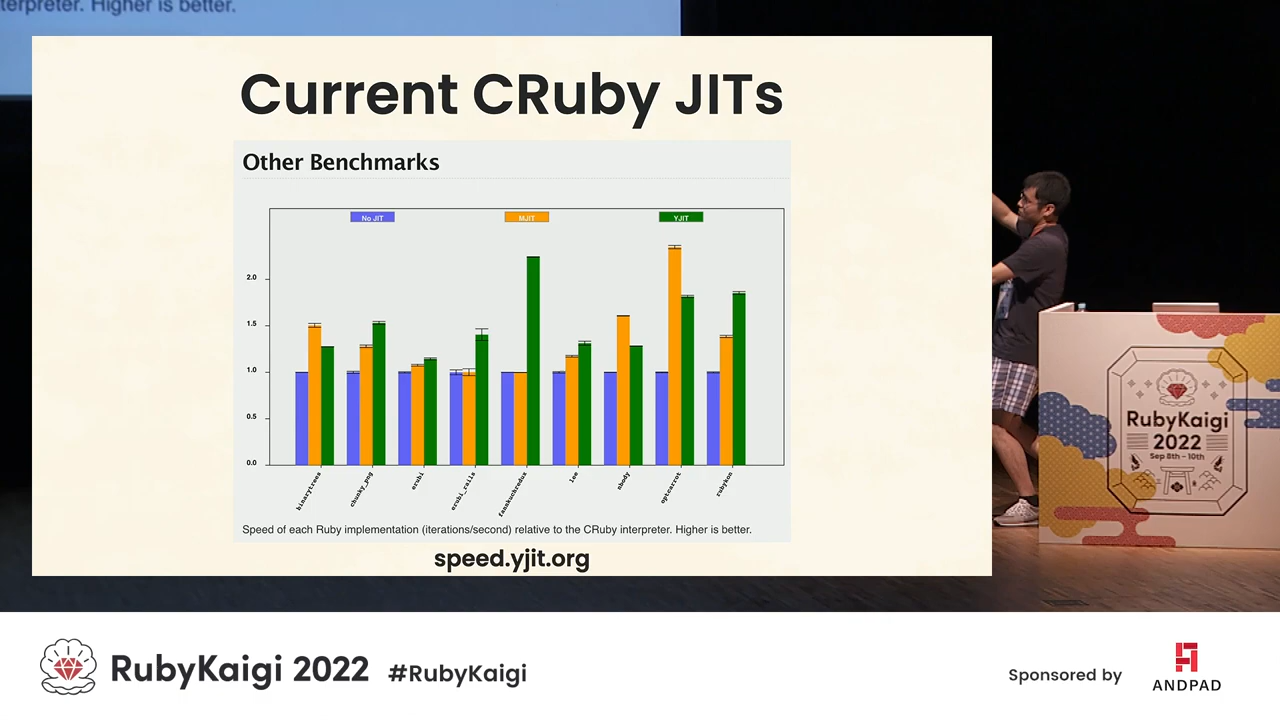 terpreter. Higher is better.
Current CRuby JITs
Other Benchmarks
No JIT MJIT YJIT
2.0
1.5
1.0
0.5
0.0
binarytrees chunky_png erubi erubi_rails fannkuchredux lee nbody optcarrot rubykon
Speed of each Ruby implementation (iterations/second) relative to the CRuby interpreter. Higher is better.
speed.yjit.org
RubyKaigi
2022
Sep 8th - 10th
RubyKaigi 2022 #RubyKaigi
Sponsored by
ANDPAD